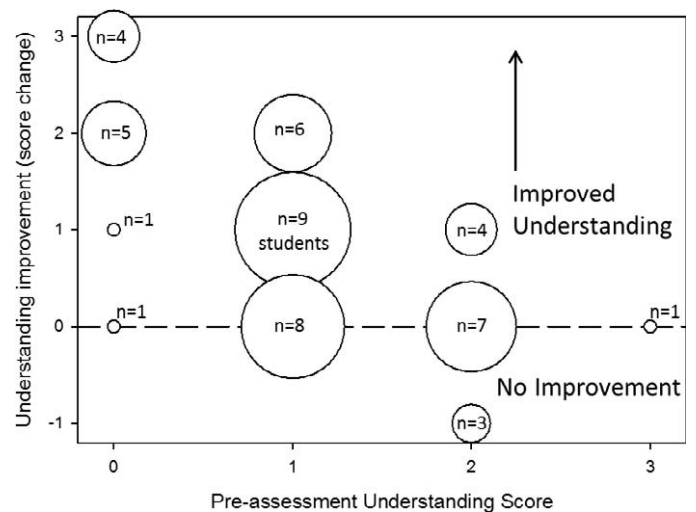 Understanding improvement (score change)
3
2
1
0
-1
n=4
n=5
n=6
n=1
n=9
students
n=4
Improved
Understanding
n=1
n=8
n=7
n=1
No Improvement
n=3
0
1
2
3
Pre-assessment Understanding Score